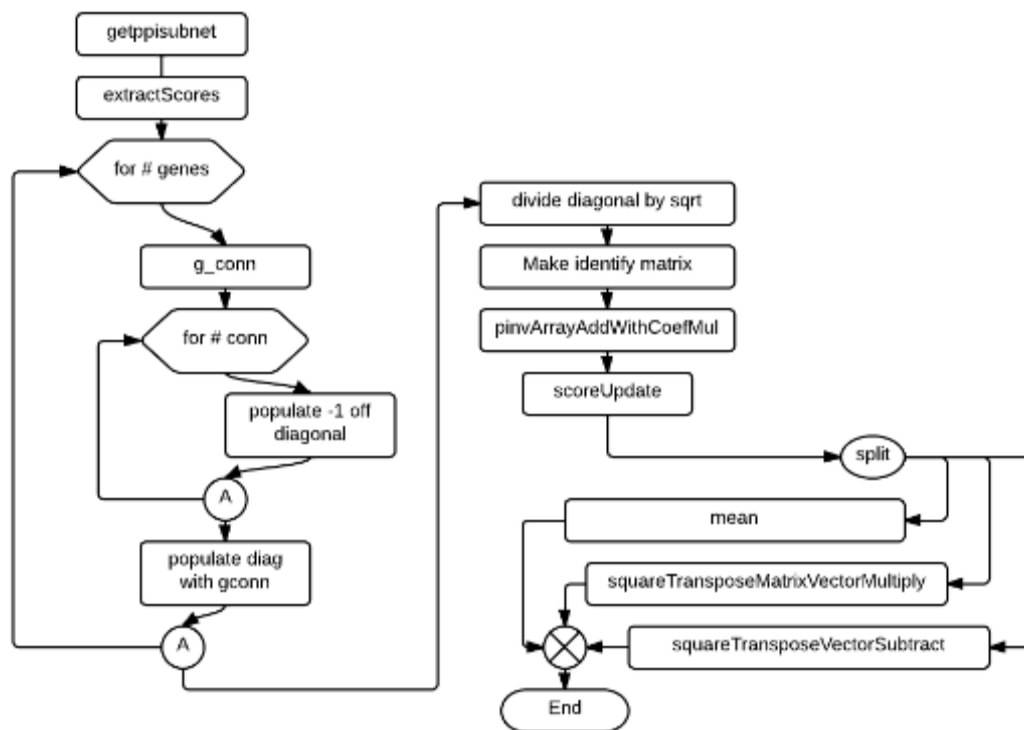 getppisubnet
extractScores
for # genes
g_conn
for # conn
populate -1 off
diagonal
A
populate diag
with gconn
A
divide diagonal by sqrt
Make identify matrix
pinvArrayAddWithCoefMul
scoreUpdate
split
mean
squareTransposeMatrixVectorMultiply
squareTransposeVectorSubtract
End